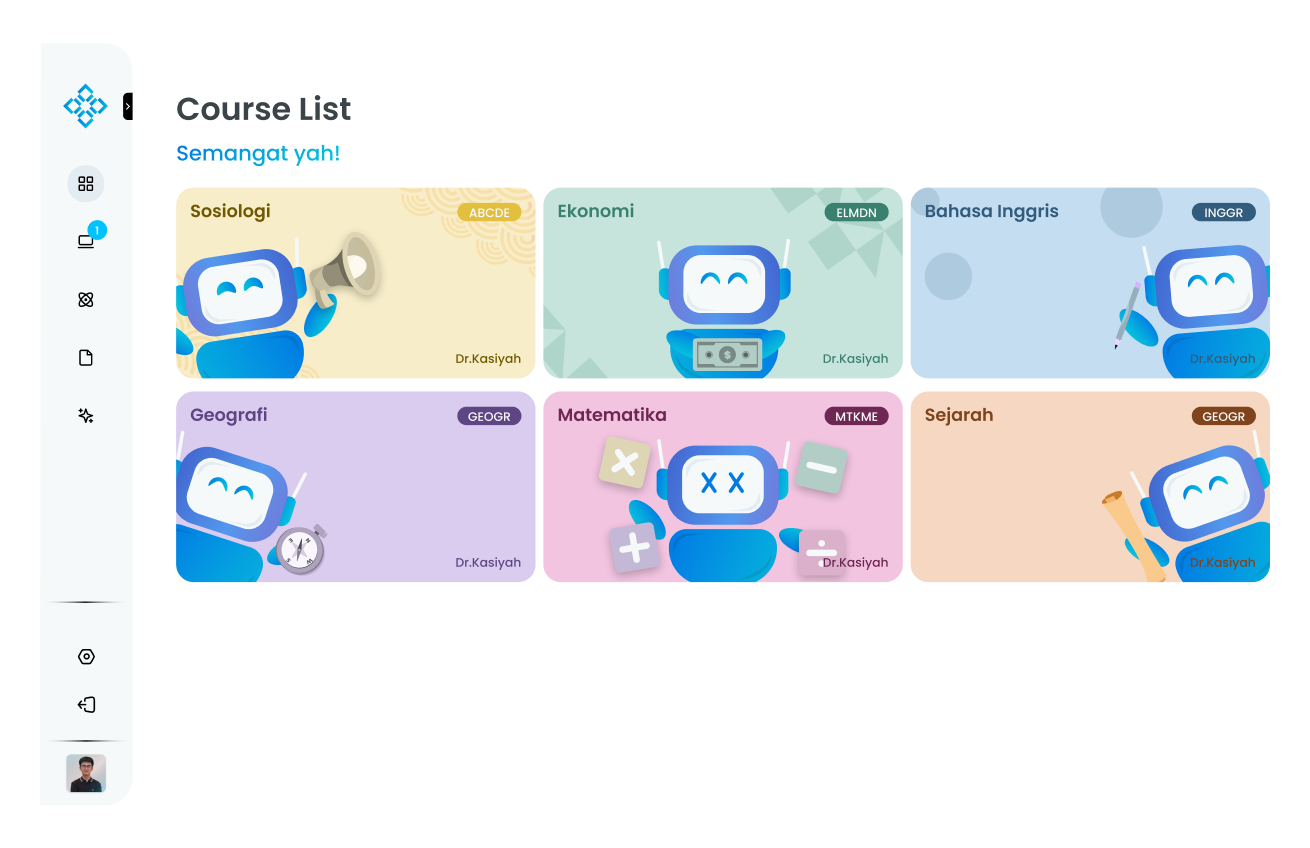 Course List
Semangat yah!
1
Sosiologi
ABCDE
Dr.Kasiyah
Ekonomi
ELMDN
$
Dr.Kasiyah
Bahasa Inggris
INGGR
Dr.Kasiyah
Geografi
GEOGR
Dr.Kasiyah
Matematika
MTKME
Dr.Kasiyah
Sejarah
GEOGR
Dr.Kasiyah